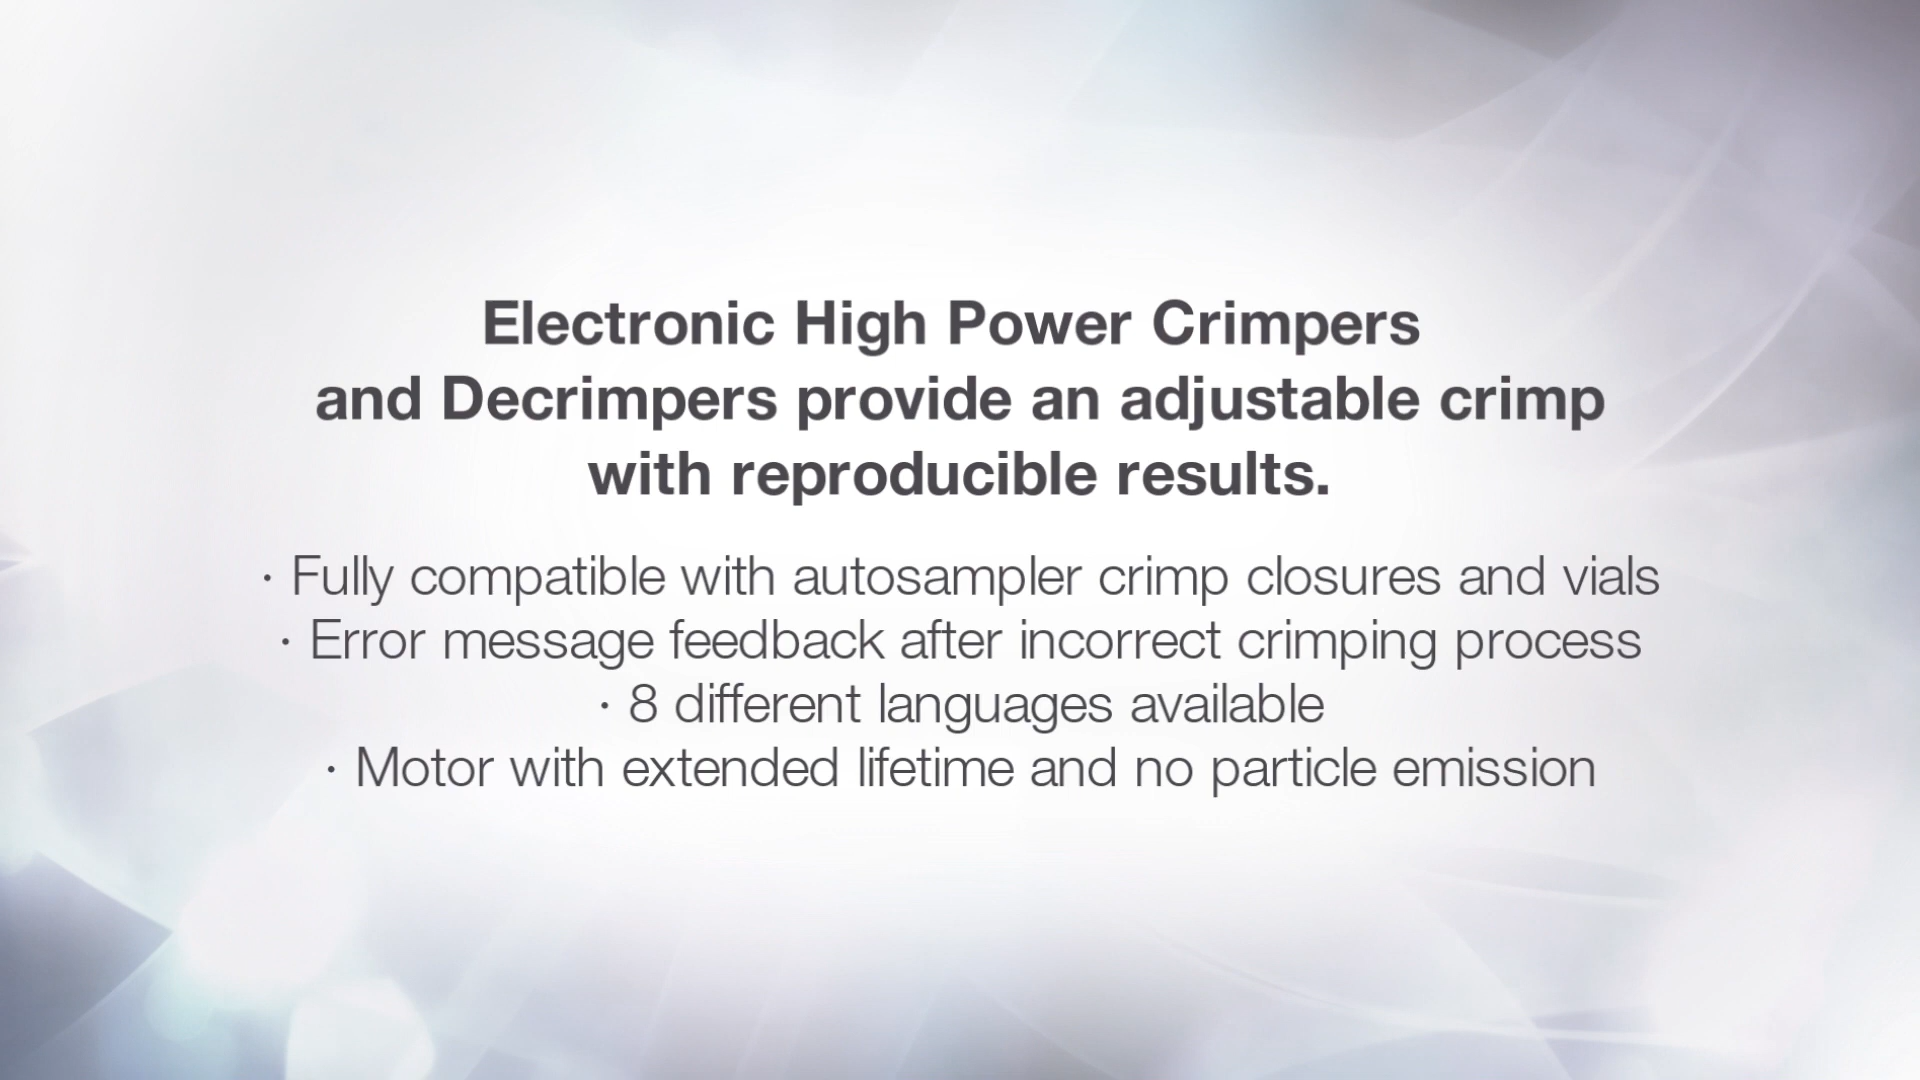 Electronic High Power Crimpers
and Decrimpers provide an adjustable crimp
with reproducible results.
· Fully compatible with autosampler crimp closures and vials
· Error message feedback after incorrect crimping process
· 8 different languages available
· Motor with extended lifetime and no particle emission